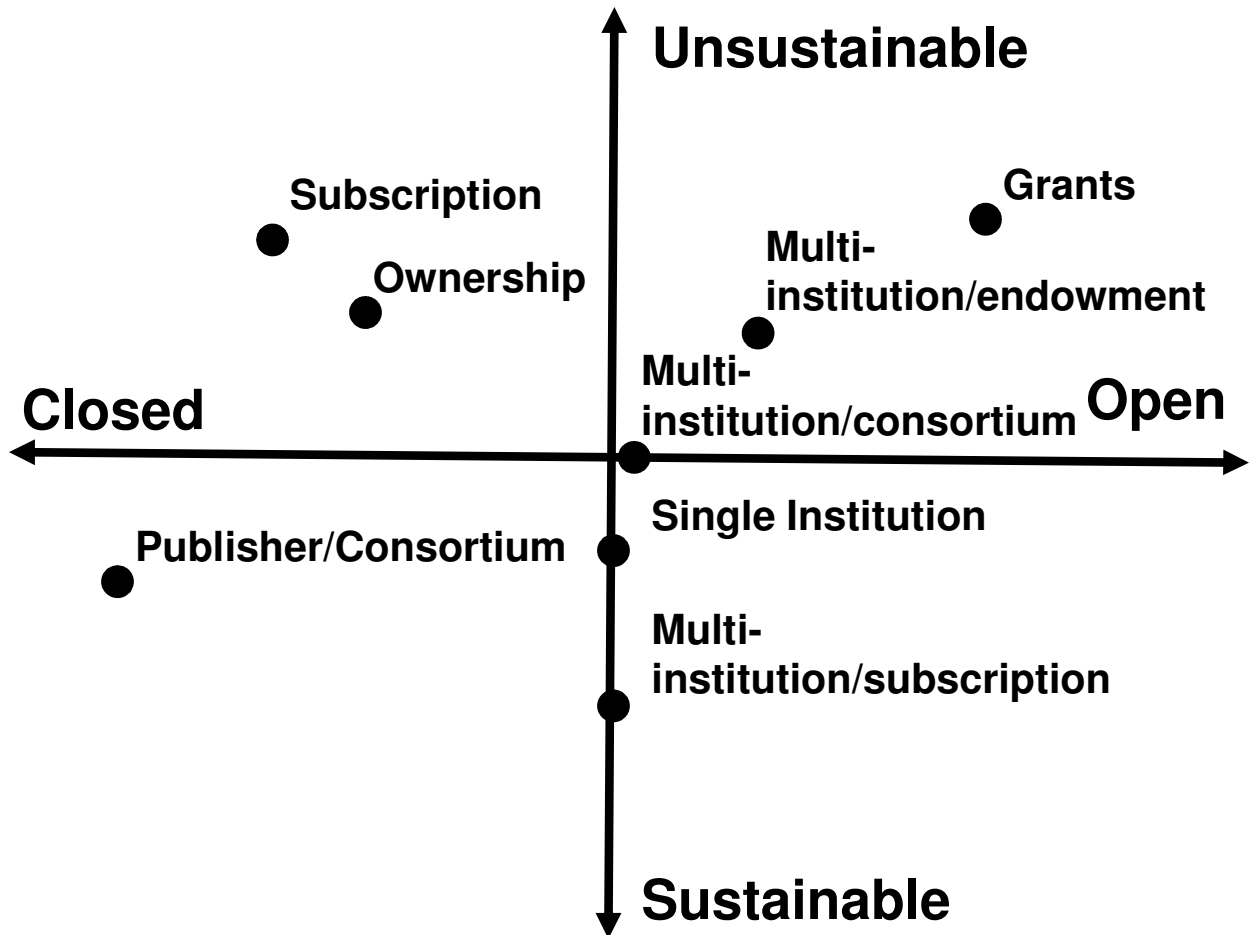 Unsustainable
Subscription
Grants
Multi-
institution/endowment
Ownership
Multi-
institution/consortium
Closed
Open
Single Institution
Publisher/Consortium
Multi-
institution/subscription
Sustainable